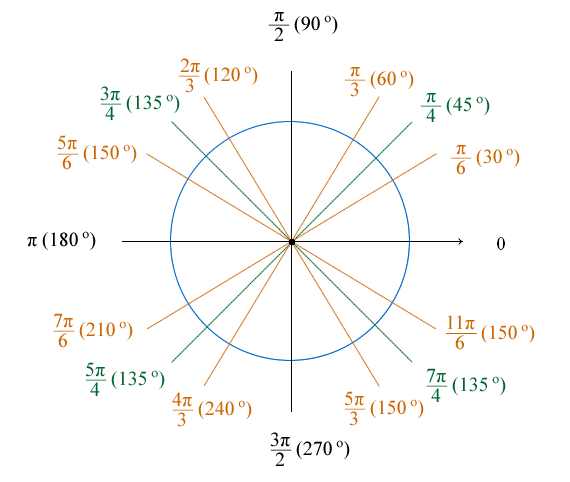 π/2 (90°)
2π/3 (120°)
π/3 (60°)
3π/4 (135°)
π/4 (45°)
5π/6 (150°)
π/6 (30°)
π (180°)
0
7π/6 (210°)
11π/6 (150°)
5π/4 (135°)
7π/4 (135°)
4π/3 (240°)
5π/3 (150°)
3π/2 (270°)